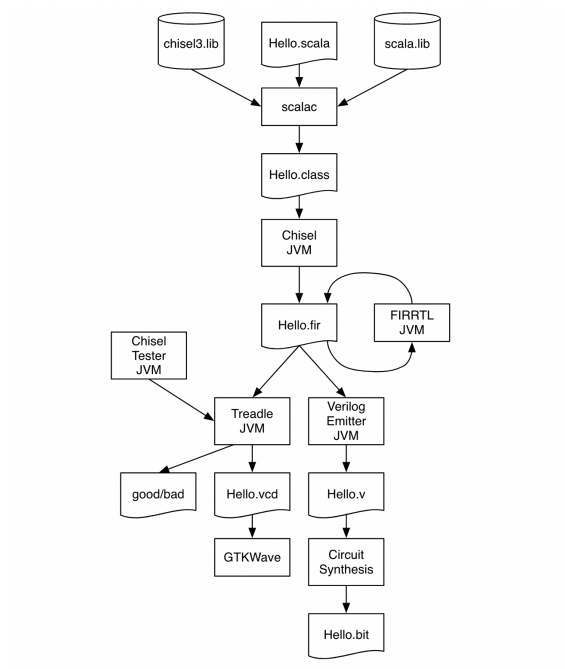 chisel3.lib
Hello.scala
scala.lib
scalac
Hello.class
Chisel
JVM
Hello.fir
FIRRTL
JVM
Chisel
Tester
JVM
Treadle
JVM
Verilog
Emitter
JVM
good/bad
Hello.vcd
Hello.v
GTKWave
Circuit
Synthesis
Hello.bit